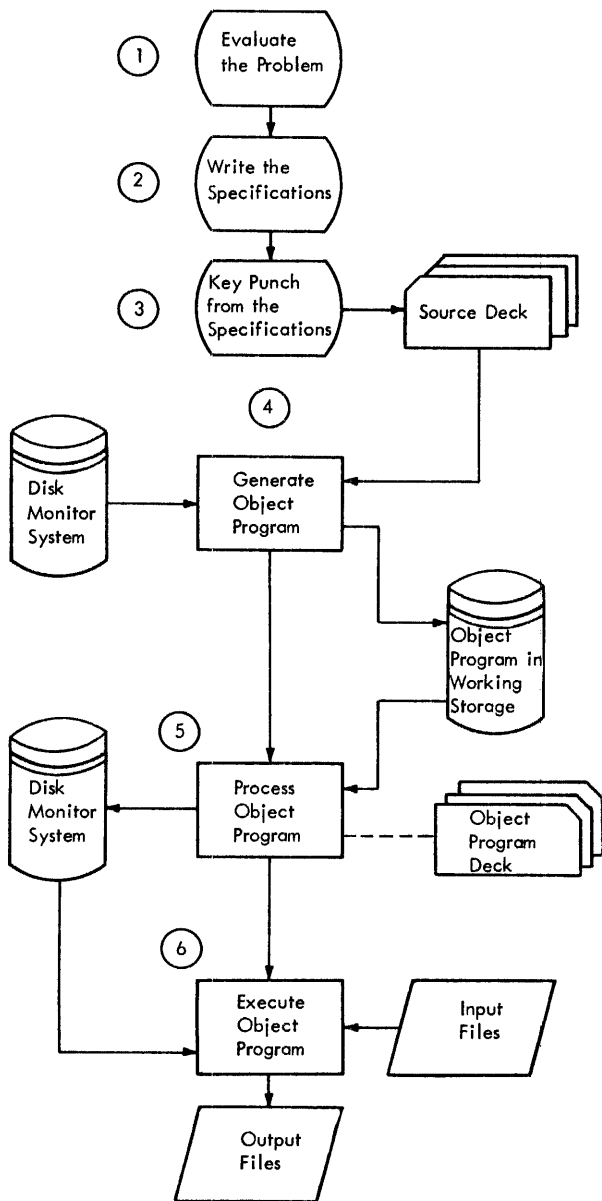 1
Evaluate
the Problem
2
Write the
Specifications
3
Key Punch
from the
Specifications
Source Deck
4
Disk
Monitor
System
Generate
Object
Program
Object
Program in
Working
Storage
5
Disk
Monitor
System
Process
Object
Program
Object
Program
Deck
6
Execute
Object
Program
Input
Files
Output
Files